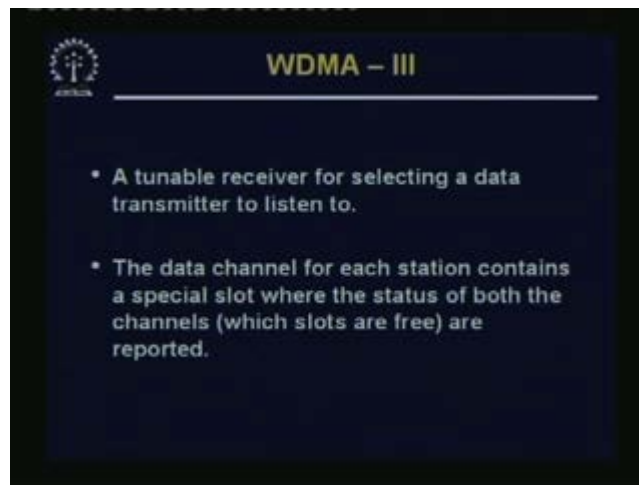 WDMA – III
• A tunable receiver for selecting a data
transmitter to listen to.
• The data channel for each station contains
a special slot where the status of both the
channels (which slots are free) are
reported.